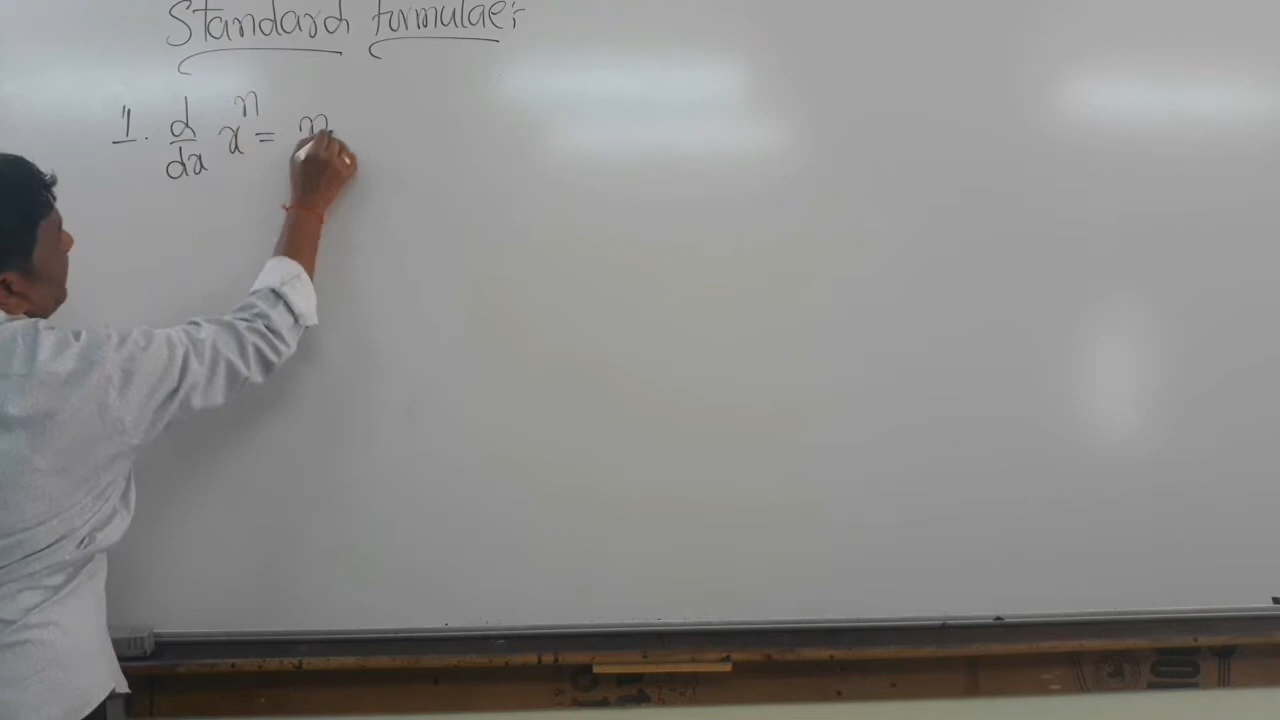 Standard formulae:
1. d/dx x^n = n